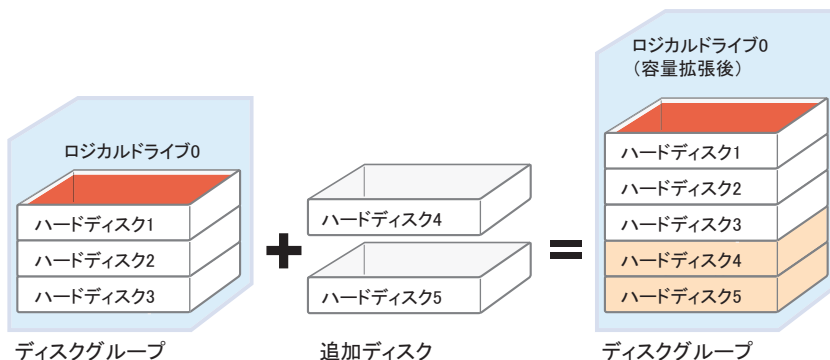 ロジカルドライブ0
ハードディスク1
ハードディスク2
ハードディスク3
ディスクグループ
+
ハードディスク4
ハードディスク5
追加ディスク
=
ロジカルドライブ0
（容量拡張後）
ハードディスク1
ハードディスク2
ハードディスク3
ハードディスク4
ハードディスク5
ディスクグループ